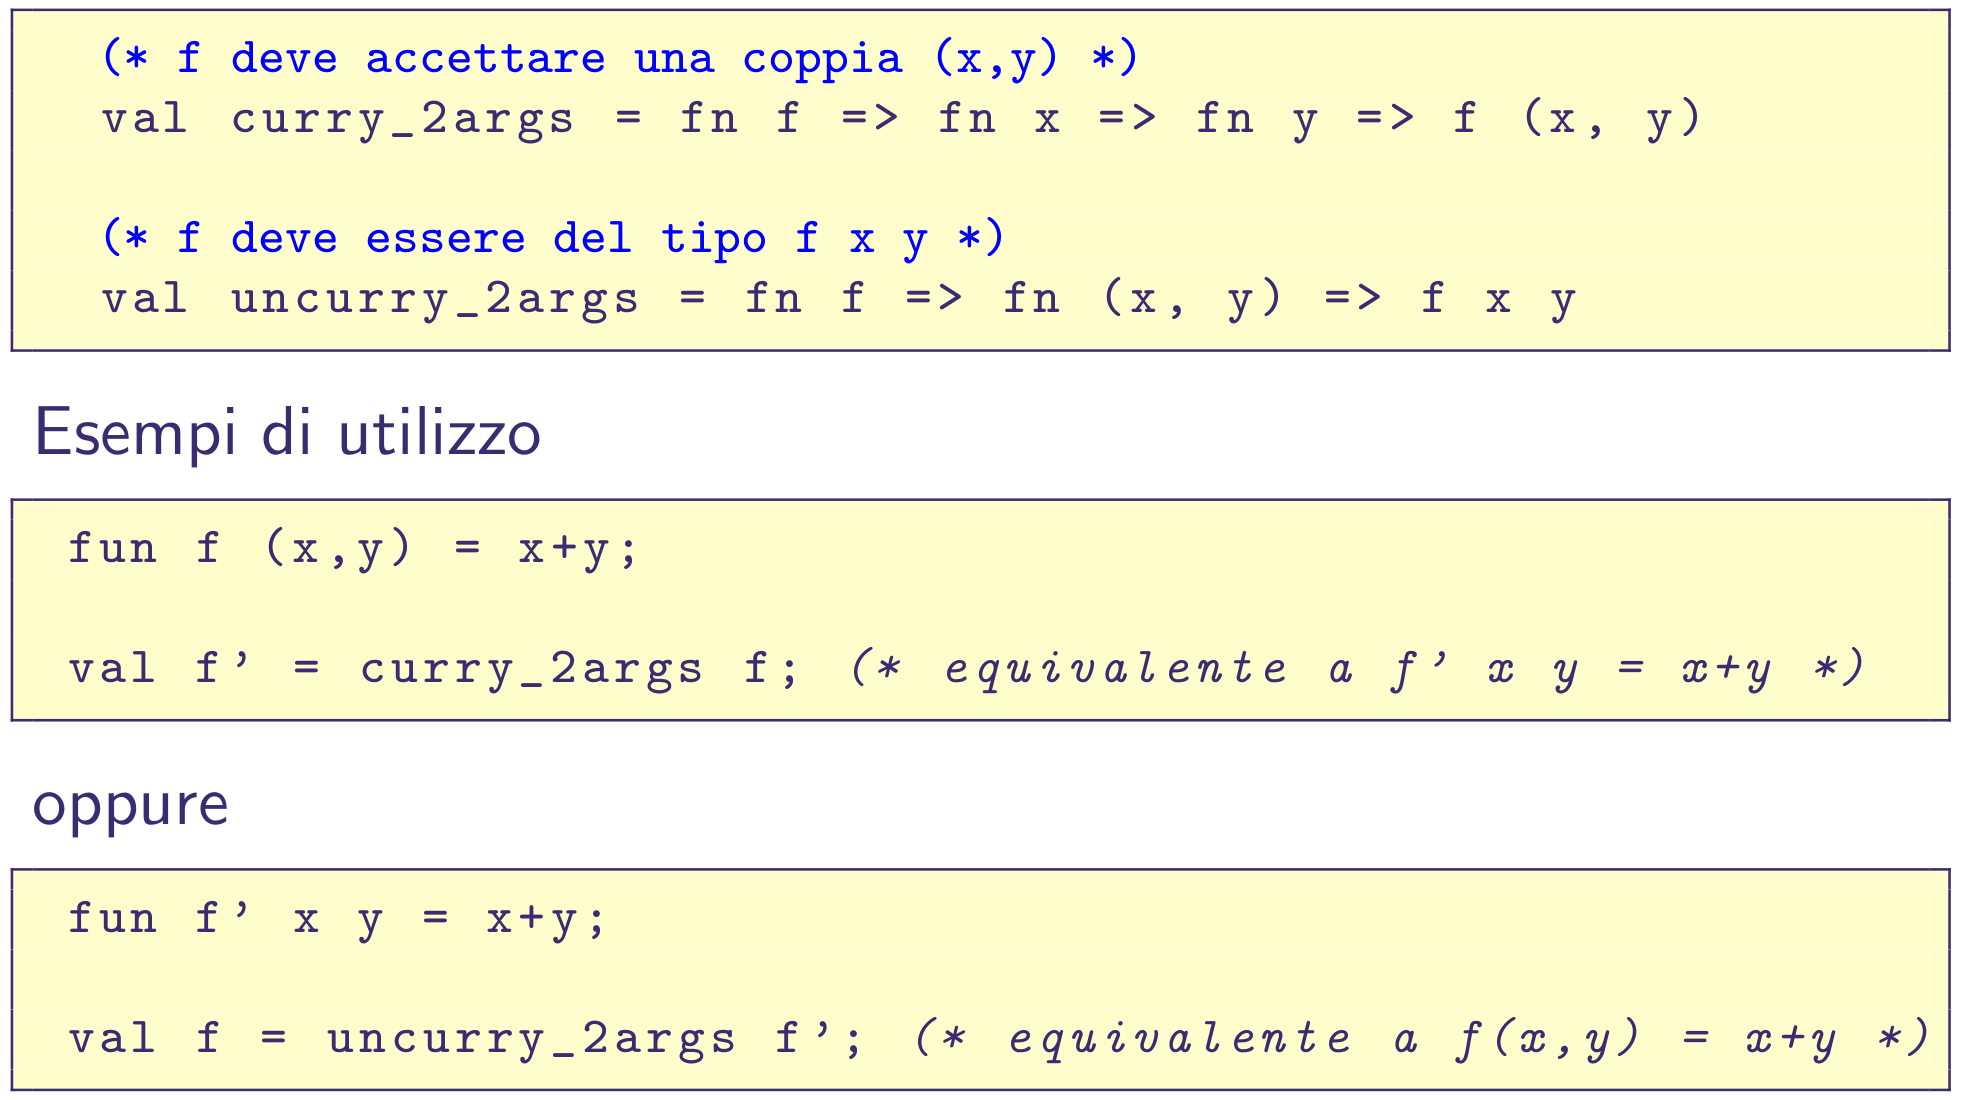 (* f deve accettare una coppia (x,y) *)
val curry_2args = fn f => fn x => fn y => f (x, y)
(* f deve essere del tipo f x y *)
val uncurry_2args = fn f => fn (x, y) => f x y
Esempi di utilizzo
fun f (x,y) = x+y;
val f' = curry_2args f; (* equivalente a f' x y = x+y *)
oppure
fun f' x y = x+y;
val f = uncurry_2args f'; (* equivalente a f(x,y) = x+y *)